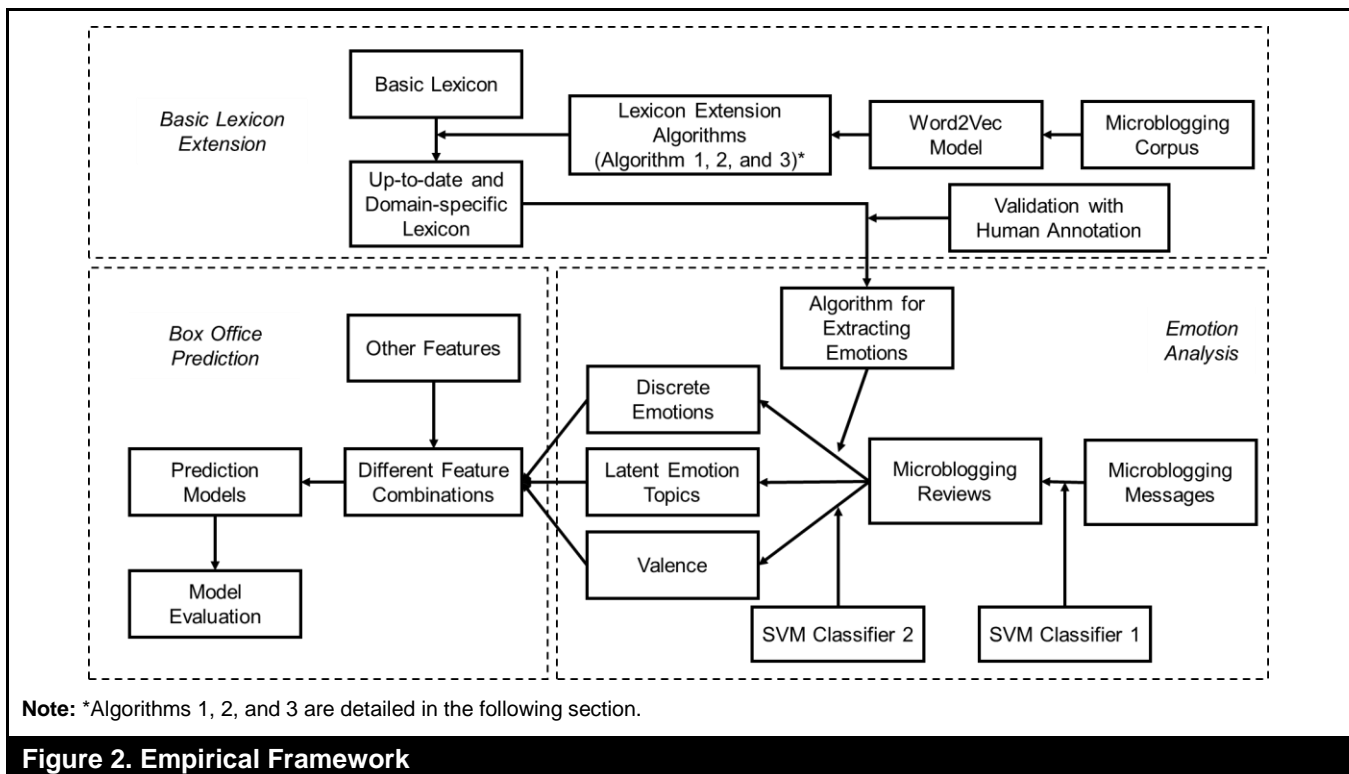 Basic Lexicon
Extension
Basic Lexicon
Lexicon Extension
Algorithms
(Algorithm 1, 2, and 3)*
Word2Vec
Model
Microblogging
Corpus
Up-to-date and
Domain-specific
Lexicon
Validation with
Human Annotation
Box Office
Prediction
Other Features
Prediction
Models
Different Feature
Combinations
Model
Evaluation
Algorithm for
Extracting
Emotions
Emotion
Analysis
Discrete
Emotions
Latent Emotion
Topics
Valence
Microblogging
Reviews
Microblogging
Messages
SVM Classifier 2
SVM Classifier 1
Note: *Algorithms 1, 2, and 3 are detailed in the following section.
Figure 2. Empirical Framework